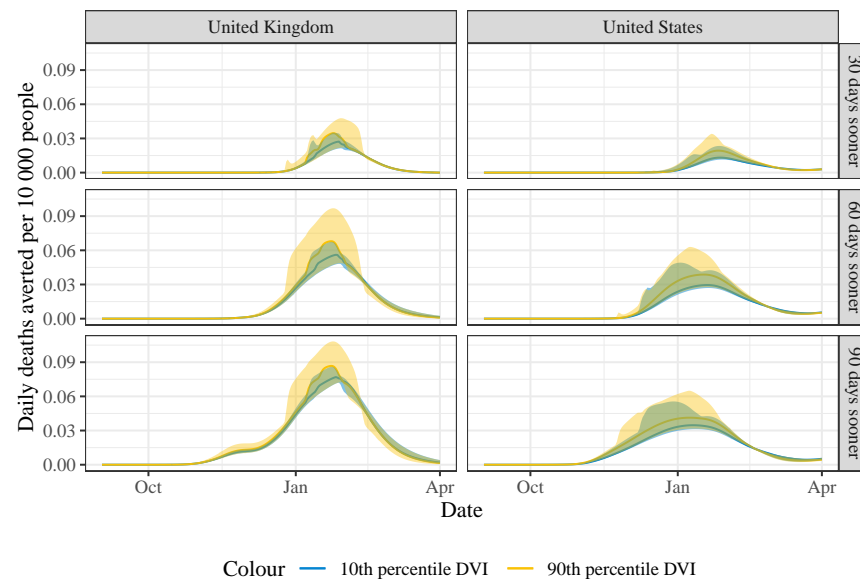 United Kingdom
United States
0.09
0.06
0.03
0.00
30 days sooner
0.09
0.06
0.03
0.00
60 days sooner
0.09
0.06
0.03
0.00
90 days sooner
Daily deaths averted per 10 000 people
Oct
Jan
Apr
Oct
Jan
Apr
Date
Colour
10th percentile DVI
90th percentile DVI